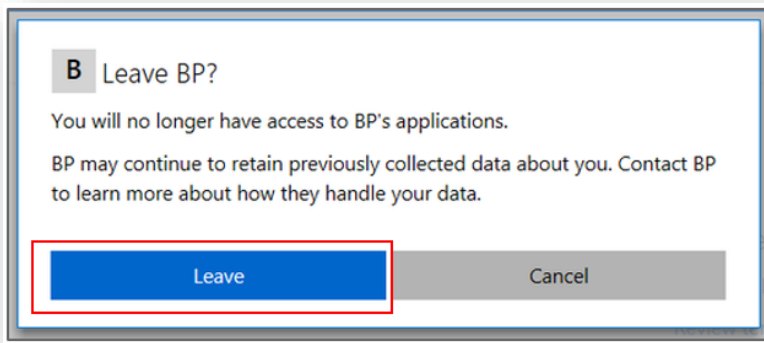 B Leave BP?
You will no longer have access to BP's applications.
BP may continue to retain previously collected data about you. Contact BP
to learn more about how they handle your data.
Leave Cancel